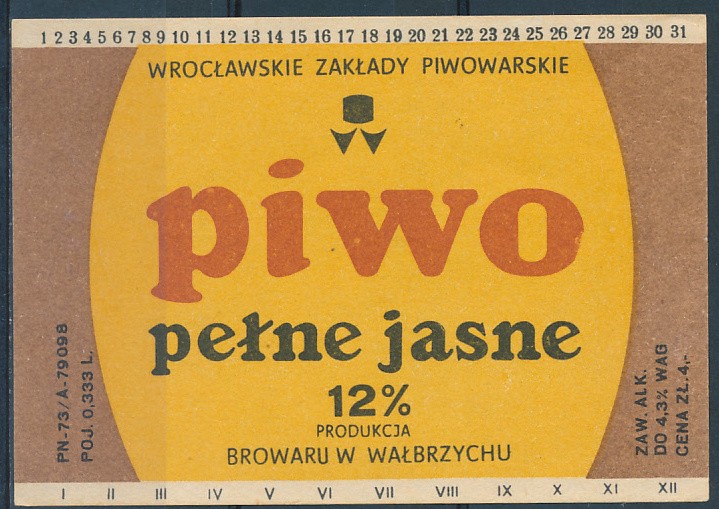 1 2 3 4 5 6 7 8 9 10 11 12 13 14 15 16 17 18 19 20 21 22 23 24 25 26 27 28 29 30 31
WROCŁAWSKIE ZAKŁADY PIWOWARSKIE
piwo
pełne jasne
12%
PRODUKCJA
BROWARU W WAŁBRZYCHU
PN-73/A-79098
POJ. 0,333 L.
ZAW. ALK.
DO 4,3% WAG
CENA ZŁ. 4,-
I II III IV V VI VII VIII IX X XI XII